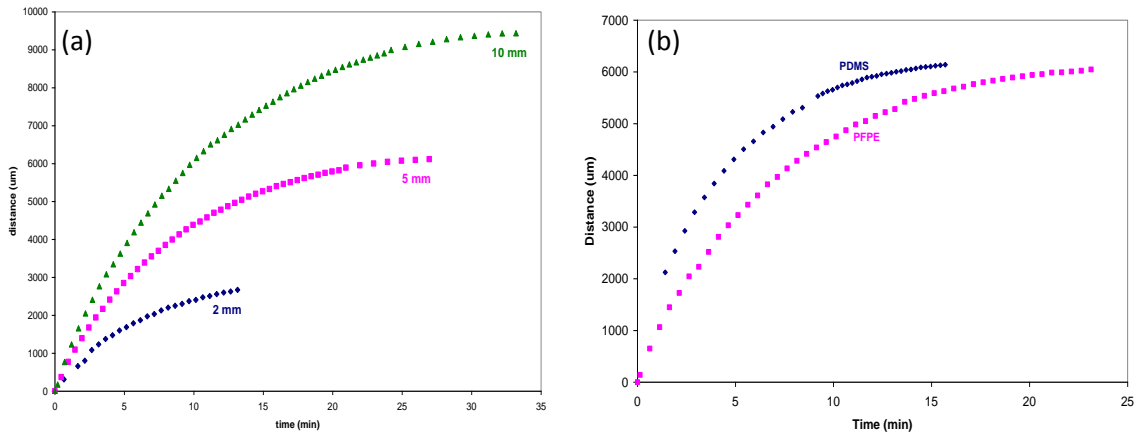 (a)
10000
9000
8000
7000
6000
5000
4000
3000
2000
1000
0
distance (um)
10 mm
5 mm
2 mm
0 5 10 15 20 25 30 35
time (min)
(b)
7000
6000
5000
4000
3000
2000
1000
0
Distance (um)
PDMS
PFPE
0 5 10 15 20 25
Time (min)